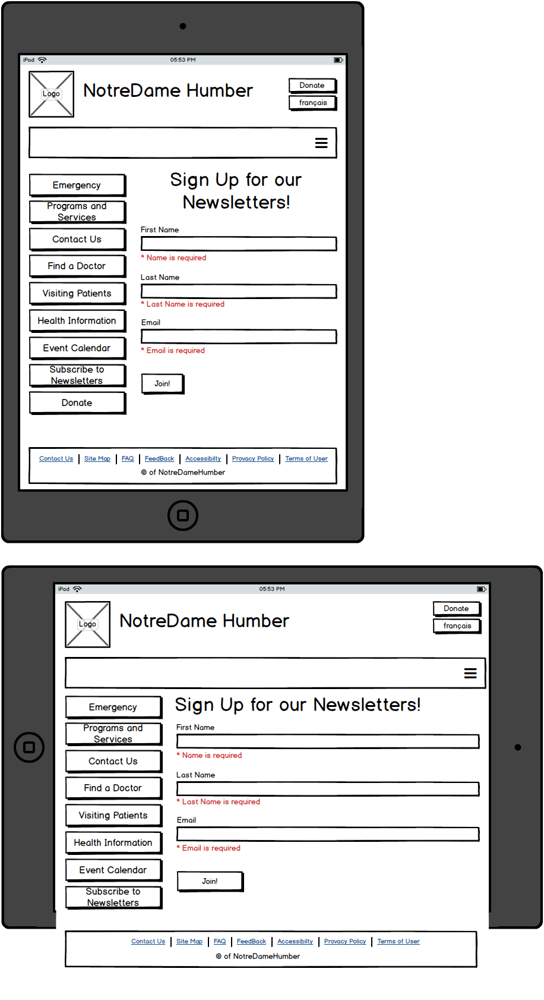 iPad 05:53 PM
Logo
NotreDame Humber
Donate
français
Emergency
Programs and
Services
Contact Us
Find a Doctor
Visiting Patients
Health Information
Event Calendar
Subscribe to
Newsletters
Donate
Sign Up for our
Newsletters!
First Name
* Name is required
Last Name
* Last Name is required
Email
* Email is required
Join!
Contact Us Site Map FAQ FeedBack Accessibilty Provacy Policy Terms of User
© of NotreDameHumber
iPad 05:53 PM
Logo
NotreDame Humber
Donate
français
Emergency
Programs and
Services
Contact Us
Find a Doctor
Visiting Patients
Health Information
Event Calendar
Subscribe to
Newsletters
Sign Up for our Newsletters!
First Name
* Name is required
Last Name
* Last Name is required
Email
* Email is required
Join!
Contact Us Site Map FAQ FeedBack Accessibilty Provacy Policy Terms of User
© of NotreDameHumber